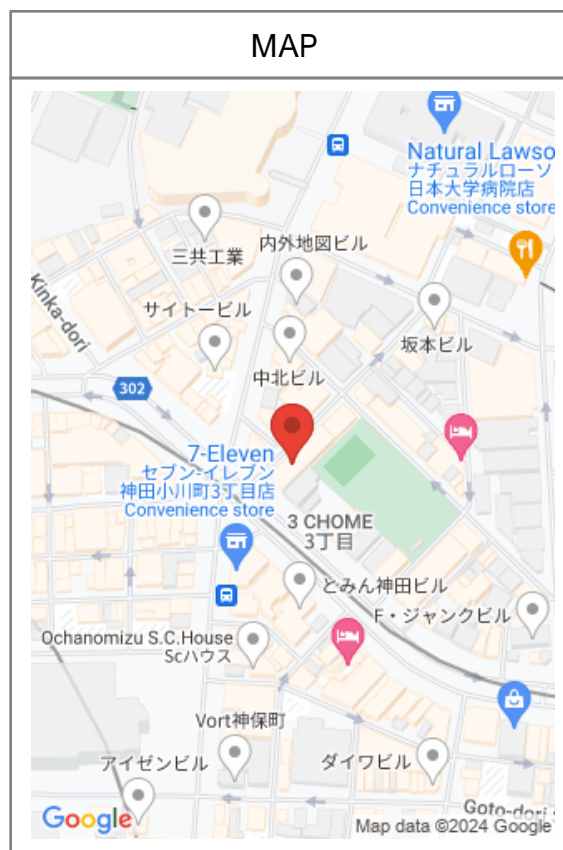 MAP
Natural Lawso
ナチュラルローソ
日本大学病院店
Convenience store
三共工業
内外地図ビル
Kinka-dori
サイトービル
坂本ビル
中北ビル
302
7-Eleven
セブン-イレブン
神田小川町3丁目店
Convenience store
3 CHOME
3丁目
とみん神田ビル
F・ジャンクビル
Ochanomizu S.C.House
Scハウス
Vort神保町
アイゼンビル
ダイワビル
Goto-dori
Google
Map data ©2024 Google